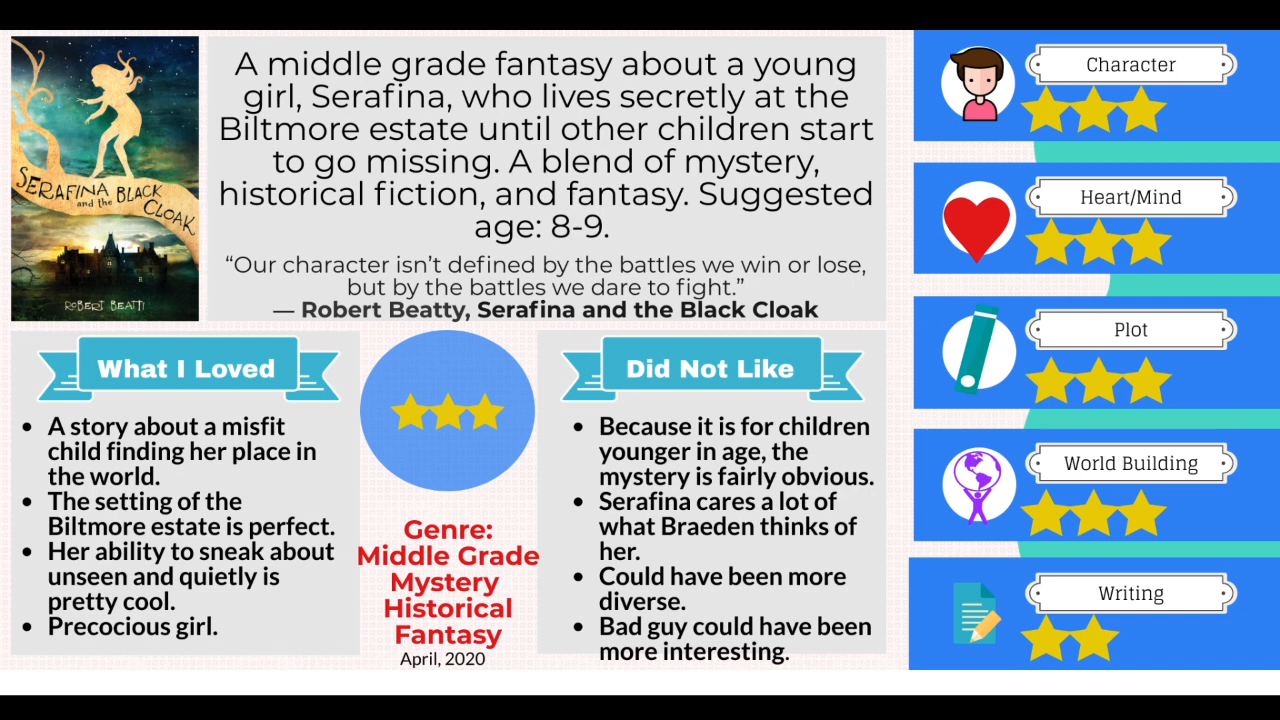 SERAFINA
and the
BLACK
CLOAK
ROBERT BEATTY
A middle grade fantasy about a young
girl, Serafina, who lives secretly at the
Biltmore estate until other children start
to go missing. A blend of mystery,
historical fiction, and fantasy. Suggested
age: 8-9.
“Our character isn’t defined by the battles we win or lose,
but by the battles we dare to fight.”
― Robert Beatty, Serafina and the Black Cloak
What I Loved
• A story about a misfit
child finding her place in
the world.
• The setting of the
Biltmore estate is perfect.
• Her ability to sneak about
unseen and quietly is
pretty cool.
• Precocious girl.
Genre:
Middle Grade
Mystery
Historical
Fantasy
April, 2020
Did Not Like
• Because it is for children
younger in age, the
mystery is fairly obvious.
• Serafina cares a lot of
what Braeden thinks of
her.
• Could have been more
diverse.
• Bad guy could have been
more interesting.
Character
Heart/Mind
Plot
World Building
Writing